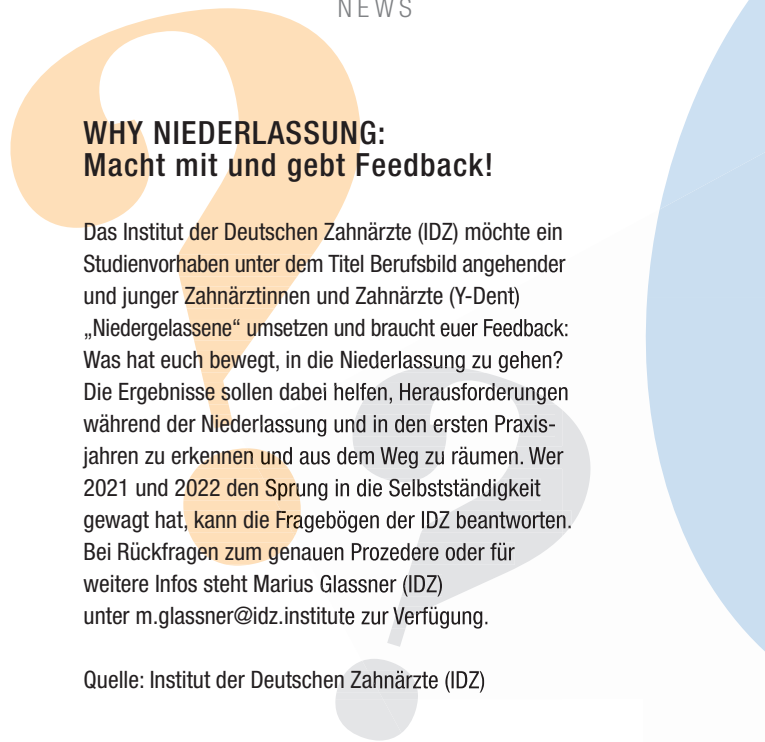 NEWS
WHY NIEDERLASSUNG:
Macht mit und gebt Feedback!
Das Institut der Deutschen Zahnärzte (IDZ) möchte ein
Studienvorhaben unter dem Titel Berufsbild angehender
und junger Zahnärztinnen und Zahnärzte (Y-Dent)
„Niedergelassene“ umsetzen und braucht euer Feedback:
Was hat euch bewegt, in die Niederlassung zu gehen?
Die Ergebnisse sollen dabei helfen, Herausforderungen
während der Niederlassung und in den ersten Praxis-
jahren zu erkennen und aus dem Weg zu räumen. Wer
2021 und 2022 den Sprung in die Selbstständigkeit
gewagt hat, kann die Fragebögen der IDZ beantworten.
Bei Rückfragen zum genauen Prozedere oder für
weitere Infos steht Marius Glassner (IDZ)
unter m.glassner@idz.institute zur Verfügung.
Quelle: Institut der Deutschen Zahnärzte (IDZ)